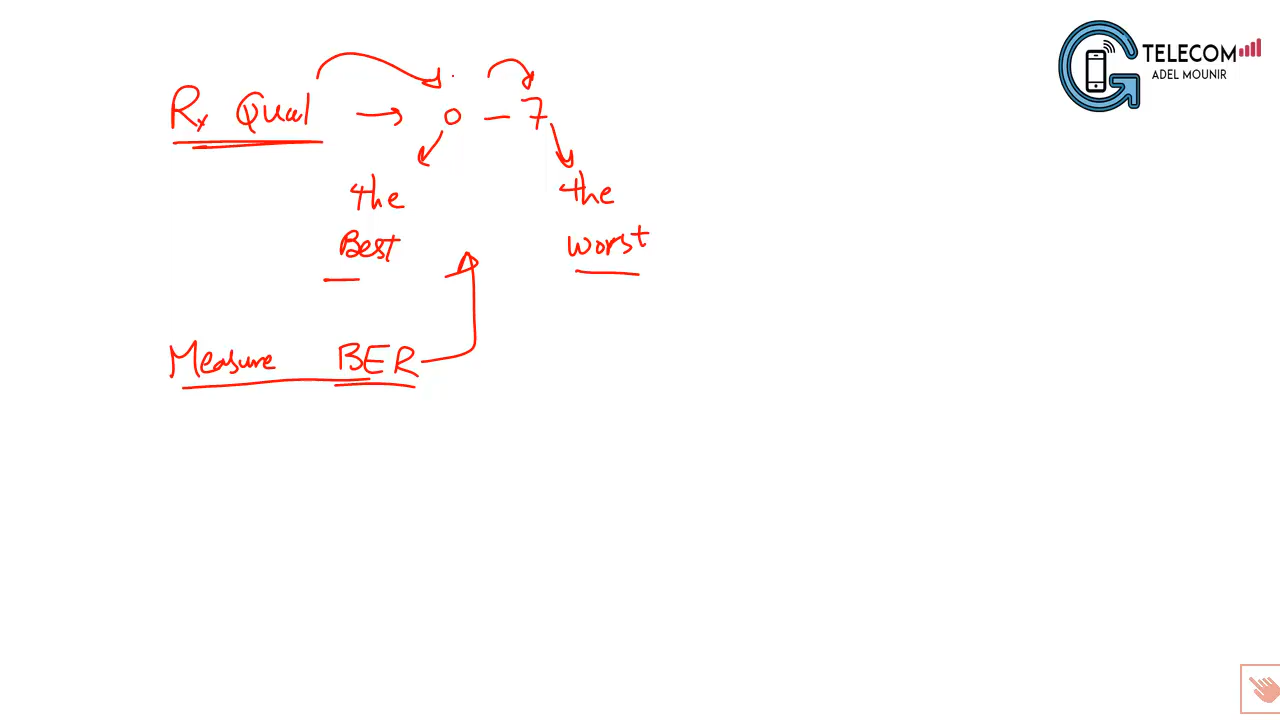 Rx Qual → 0 – 7
the the
Best worst
Measure BER
TELECOM
ADEL MOUNIR